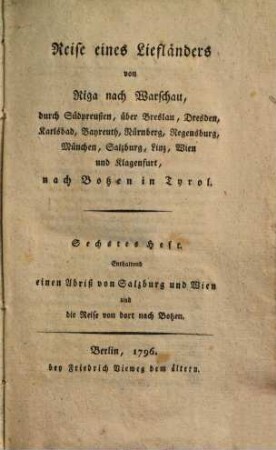 Reise eines Liefländers
von
Riga nach Warschau,
durch Südpreußen, über Breslau, Dresden,
Karlsbad, Bayreuth, Nürnberg, Regensburg,
München, Salzburg, Linz, Wien
und Klagenfurt,
nach Botzen in Tyrol.
Sechstes Heft.
Enthaltend
einen Abriß von Salzburg und Wien
und
die Reise von dort nach Botzen.
Berlin, 1796.
bey Friedrich Vieweg dem ältern.